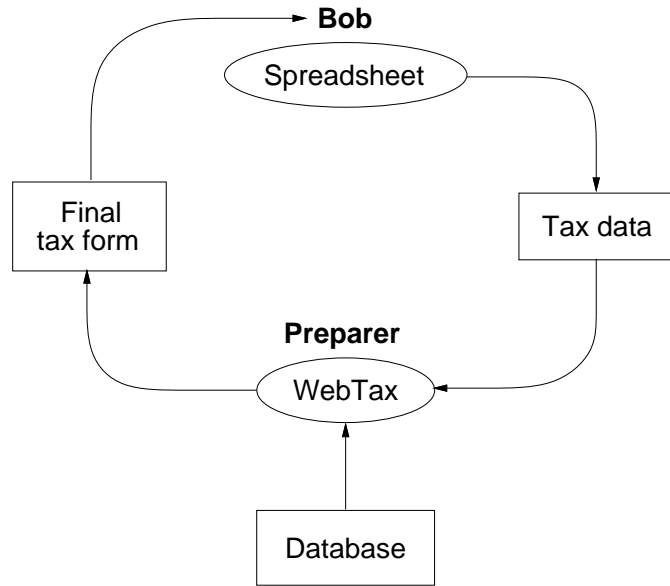 Bob
Spreadsheet
Final
tax form
Tax data
Preparer
WebTax
Database